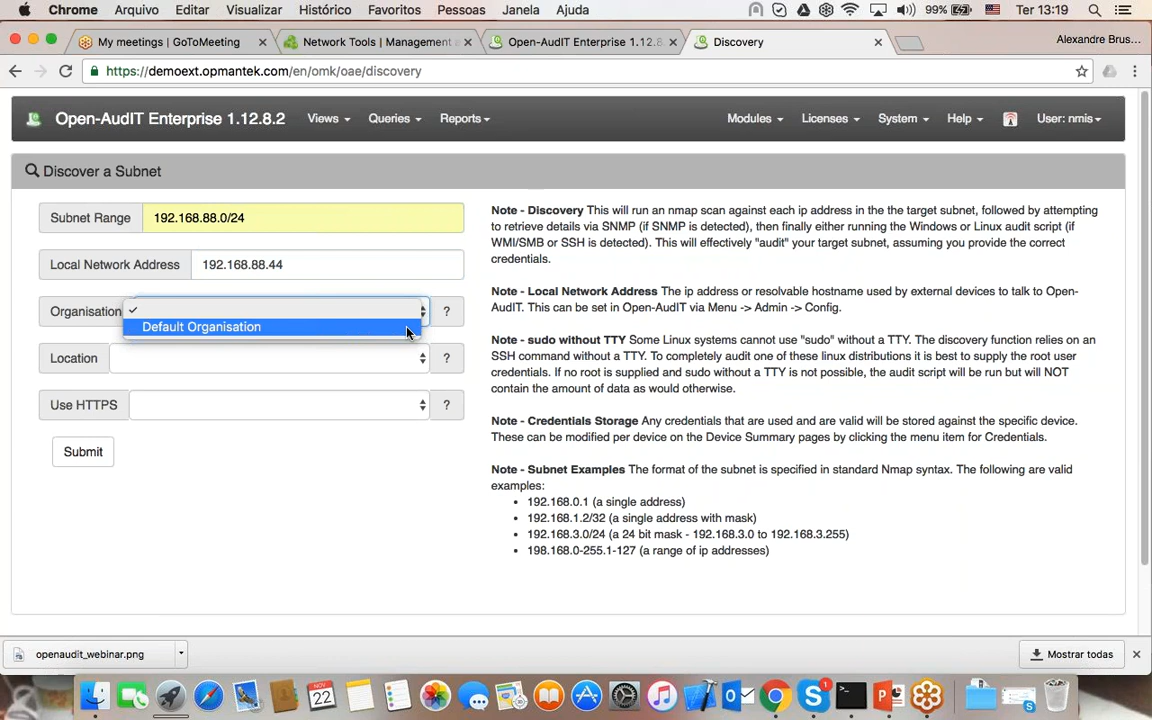 Chrome Arquivo Editar Visualizar Histórico Favoritos Pessoas Janela Ajuda 99% Ter 13:19
My meetings | GoToMeeting Network Tools | Management Open-AudIT Enterprise 1.12.8. Discovery Alexandre Brus...
https://demoext.opmantek.com/en/omk/oae/discovery
Open-AudIT Enterprise 1.12.8.2 Views Queries Reports Modules Licenses System Help User: nmis
Discover a Subnet
Subnet Range 192.168.88.0/24
Local Network Address 192.168.88.44
Organisation ?
Default Organisation
Location ?
Use HTTPS ?
Submit
Note - Discovery This will run an nmap scan against each ip address in the the target subnet, followed by attempting
to retrieve details via SNMP (if SNMP is detected), then finally either running the Windows or Linux audit script (if
WMI/SMB or SSH is detected). This will effectively "audit" your target subnet, assuming you provide the correct
credentials.
Note - Local Network Address The ip address or resolvable hostname used by external devices to talk to Open-
AudIT. This can be set in Open-AudIT via Menu -> Admin -> Config.
Note - sudo without TTY Some Linux systems cannot use "sudo" without a TTY. The discovery function relies on an
SSH command without a TTY. To completely audit one of these linux distributions it is best to supply the root user
credentials. If no root is supplied and sudo without a TTY is not possible, the audit script will be run but will NOT
contain the amount of data as would otherwise.
Note - Credentials Storage Any credentials that are used and are valid will be stored against the specific device.
These can be modified per device on the Device Summary pages by clicking the menu item for Credentials.
Note - Subnet Examples The format of the subnet is specified in standard Nmap syntax. The following are valid
examples:
• 192.168.0.1 (a single address)
• 192.168.1.2/32 (a single address with mask)
• 192.168.3.0/24 (a 24 bit mask - 192.168.3.0 to 192.168.3.255)
• 198.168.0-255.1-127 (a range of ip addresses)
openaudit_webinar.png Mostrar todas
NOV
22
1